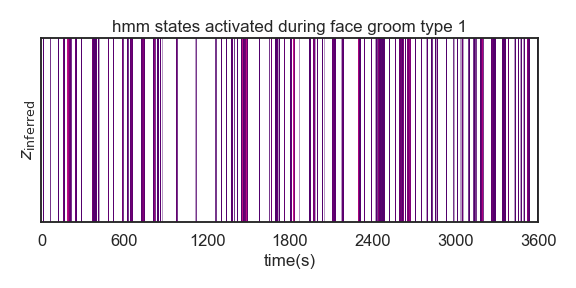 hmm states activated during face groom type 1
z_inferred
0 600 1200 1800 2400 3000 3600
time(s)